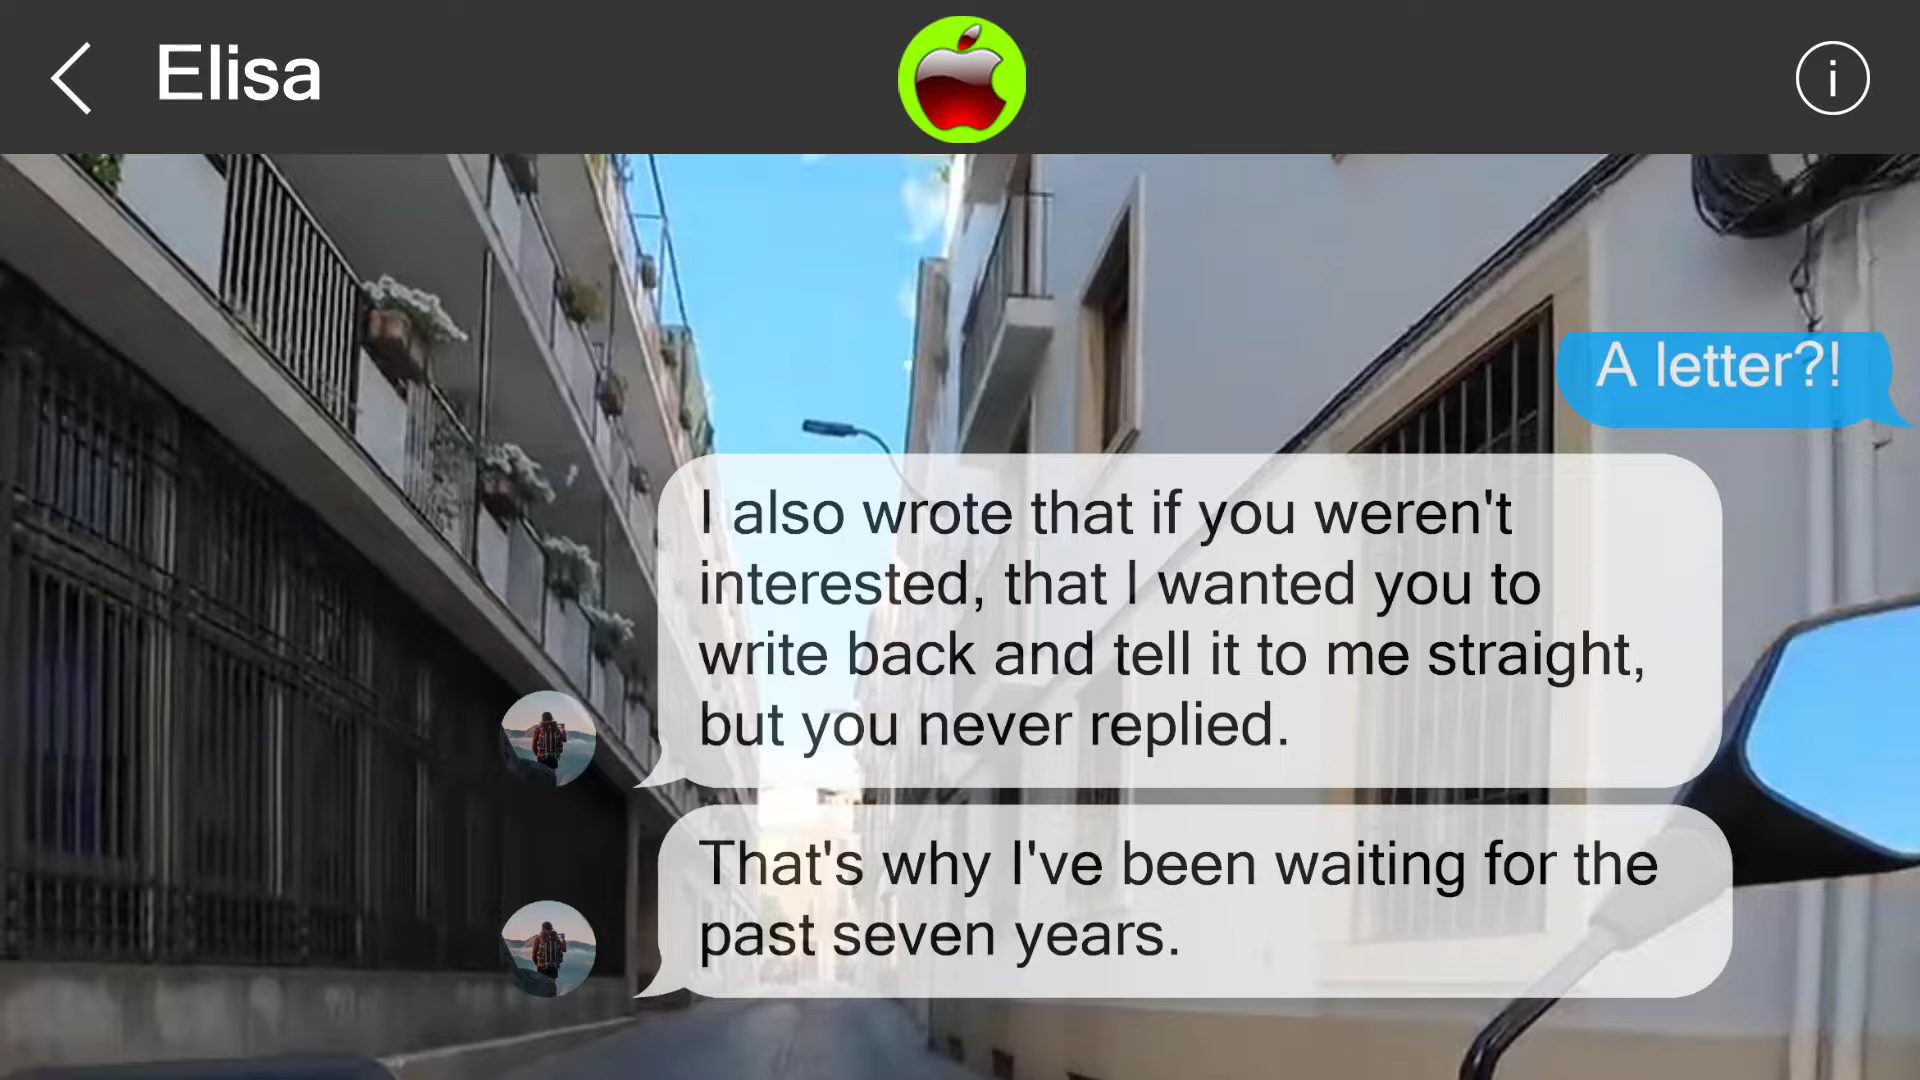 Elisa
i
A letter?!
I also wrote that if you weren't
interested, that I wanted you to
write back and tell it to me straight,
but you never replied.
That's why I've been waiting for the
past seven years.